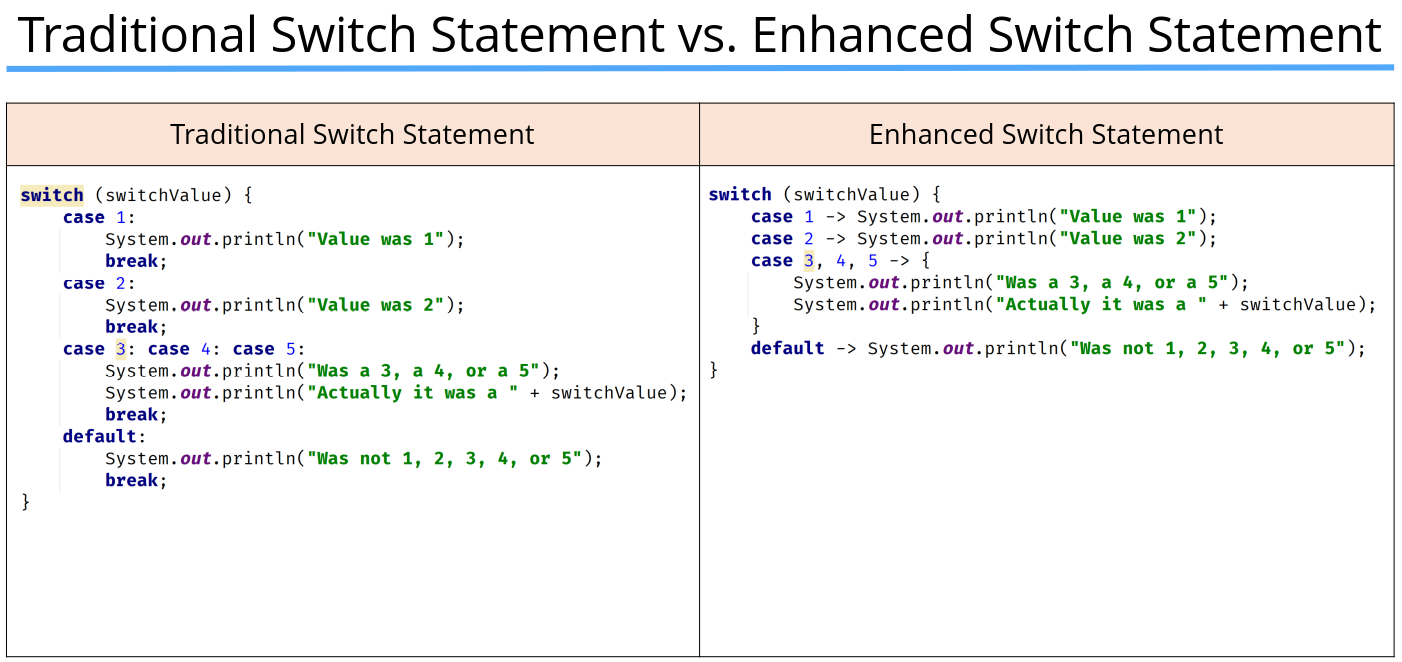 Traditional Switch Statement vs. Enhanced Switch Statement
Traditional Switch Statement
switch (switchValue) {
    case 1:
        System.out.println("Value was 1");
        break;
    case 2:
        System.out.println("Value was 2");
        break;
    case 3: case 4: case 5:
        System.out.println("Was a 3, a 4, or a 5");
        System.out.println("Actually it was a " + switchValue);
        break;
    default:
        System.out.println("Was not 1, 2, 3, 4, or 5");
        break;
}
Enhanced Switch Statement
switch (switchValue) {
    case 1 -> System.out.println("Value was 1");
    case 2 -> System.out.println("Value was 2");
    case 3, 4, 5 -> {
        System.out.println("Was a 3, a 4, or a 5");
        System.out.println("Actually it was a " + switchValue);
    }
    default -> System.out.println("Was not 1, 2, 3, 4, or 5");
}